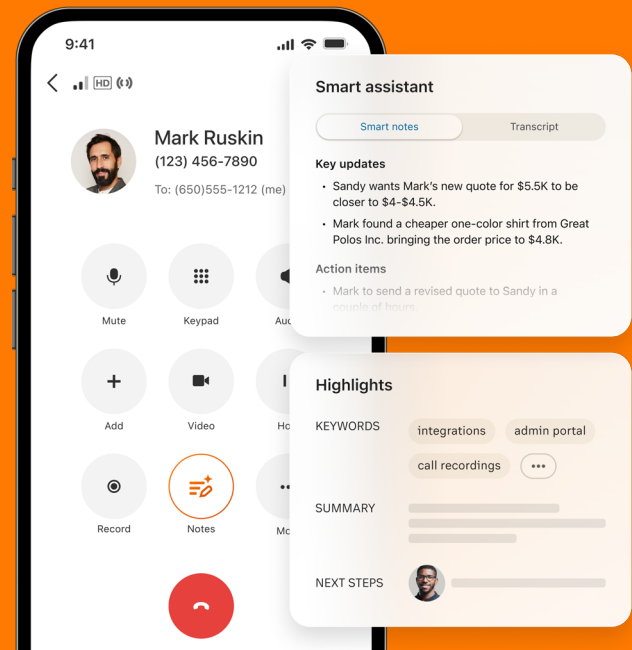 9:41
HD
Mark Ruskin
(123) 456-7890
To: (650)555-1212 (me)
Mute
Keypad
Add
Video
Record
Notes
Smart assistant
Smart notes
Transcript
Key updates
• Sandy wants Mark's new quote for $5.5K to be
closer to $4-$4.5K.
• Mark found a cheaper one-color shirt from Great
Polos Inc. bringing the order price to $4.8K.
Action items
• Mark to send a revised quote to Sandy in a
couple of hours.
Highlights
KEYWORDS
integrations
admin portal
call recordings
SUMMARY
NEXT STEPS